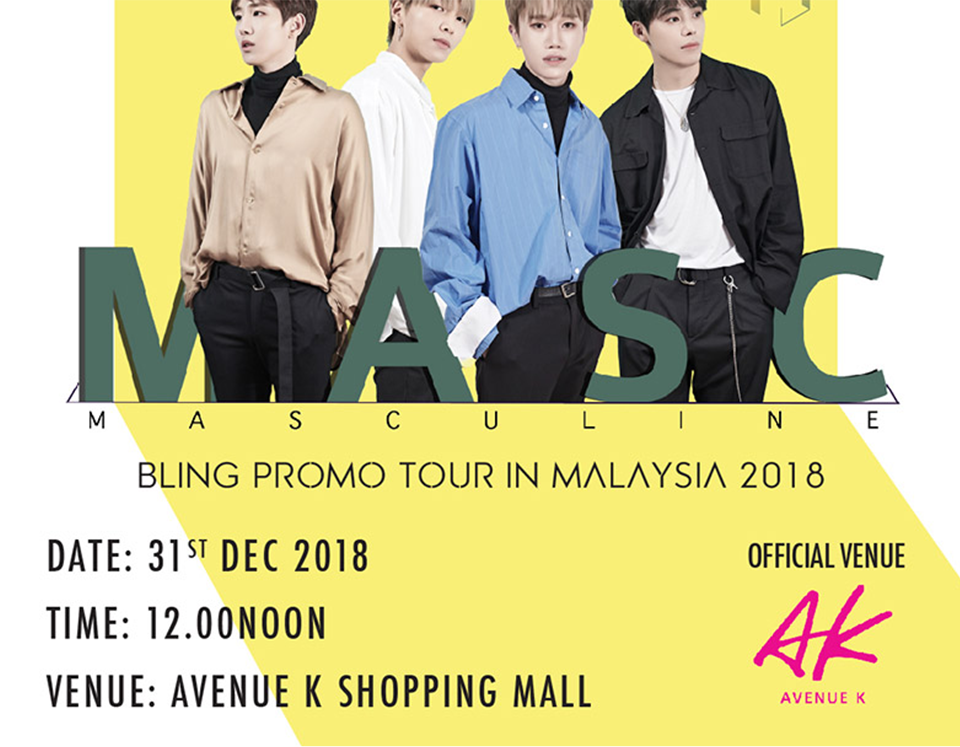 MASC
MASCULINE
BLING PROMO TOUR IN MALAYSIA 2018
DATE: 31ST DEC 2018
TIME: 12.00NOON
VENUE: AVENUE K SHOPPING MALL
OFFICIAL VENUE
AK
AVENUE K